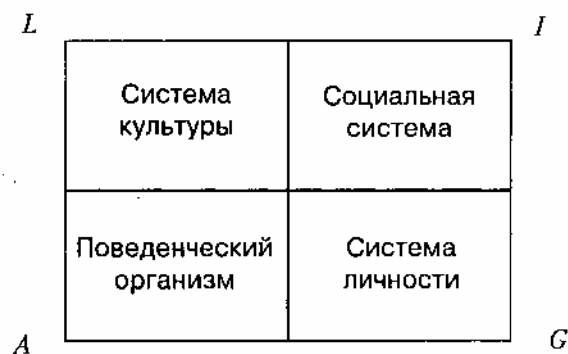 L
I
Система
культуры
Социальная
система
Поведенческий
организм
Система
личности
A
G